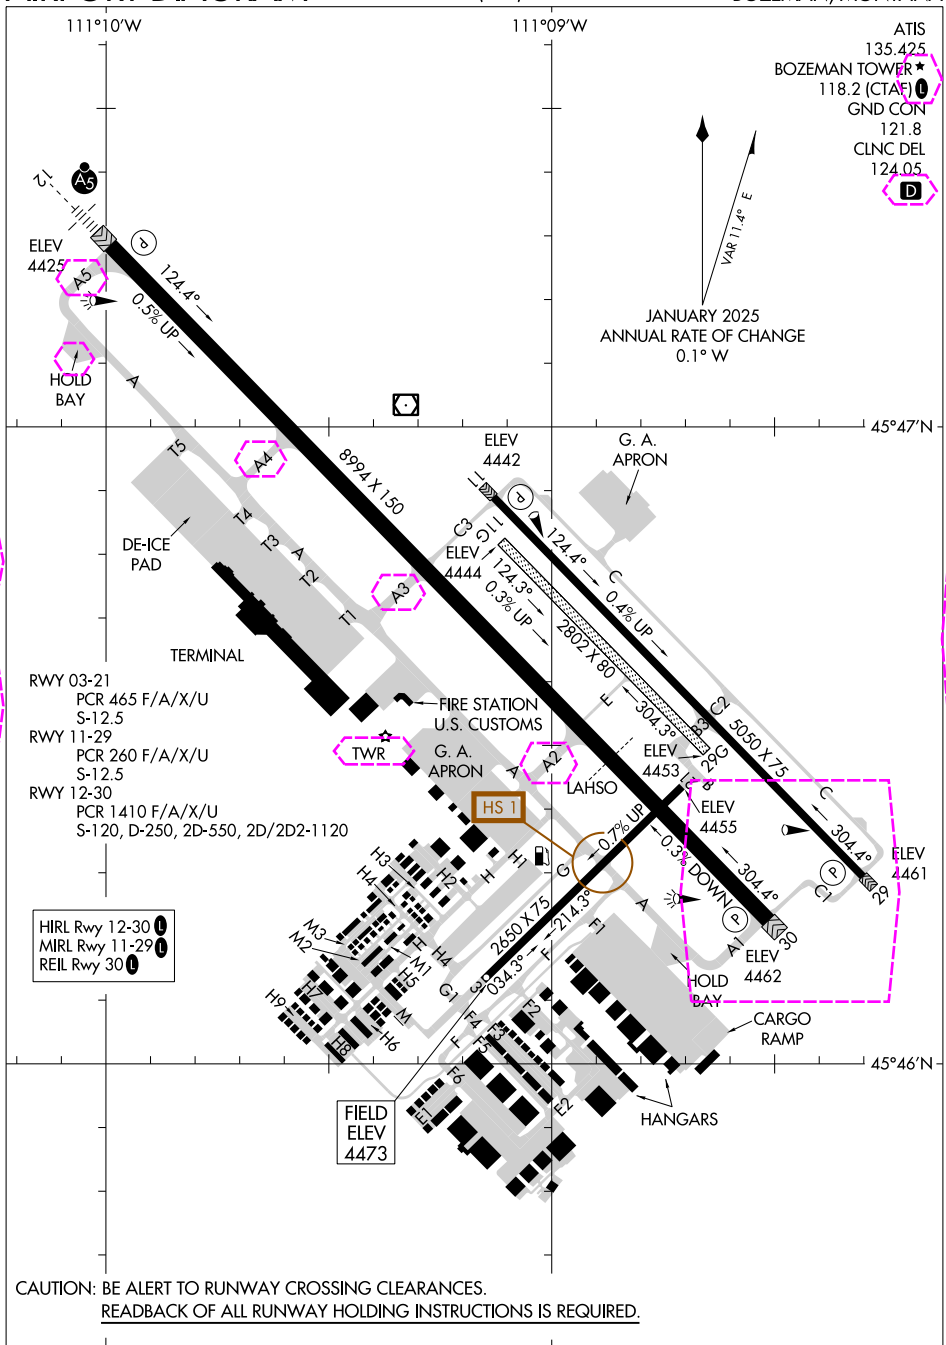 111°10'W
111°09'W
ATIS
135.425
BOZEMAN TOWER
118.2 (CTAF) L
GND CON
121.8
CLNC DEL
124.05
D
VAR 11.4° E
JANUARY 2025
ANNUAL RATE OF CHANGE
0.1° W
12
A5
P
ELEV
4425
A5
124.4°
0.5% UP
HOLD
BAY
A
45°47'N
T5
A4
8994 X 150
ELEV
4442
G. A.
APRON
11
P
DE-ICE
PAD
T4
T3
A
T2
T1
C3
11G
ELEV
4444
124.4°
C
124.3°
0.3% UP
0.4% UP
2802 X 80
A3
TERMINAL
RWY 03-21
PCR 465 F/A/X/U
S-12.5
RWY 11-29
PCR 260 F/A/X/U
S-12.5
RWY 12-30
PCR 1410 F/A/X/U
S-120, D-250, 2D-550, 2D/2D2-1120
FIRE STATION
U.S. CUSTOMS
TWR
G. A.
APRON
E
304.3°
B3
C2
5050 X 75
ELEV
4453
29G
A
A2
LAHSO
21
B
ELEV
4455
C
HS 1
0.7% UP
0.3% DOWN
304.4°
304.4°
ELEV
4461
P
C1
29
H3
H4
H2
H
H1
G
A
F1
P
A1
30
ELEV
4462
HOLD
BAY
2650 X 75
214.3°
034.3°
HIRL Rwy 12-30 L
MIRL Rwy 11-29 L
REIL Rwy 30 L
M3
M2
H
H4
M1
H5
H7
H9
M
H6
H8
G1
3
F
F4
F
F5
F3
F2
F6
E1
E2
CARGO
RAMP
45°46'N
HANGARS
FIELD
ELEV
4473
CAUTION: BE ALERT TO RUNWAY CROSSING CLEARANCES.
READBACK OF ALL RUNWAY HOLDING INSTRUCTIONS IS REQUIRED.